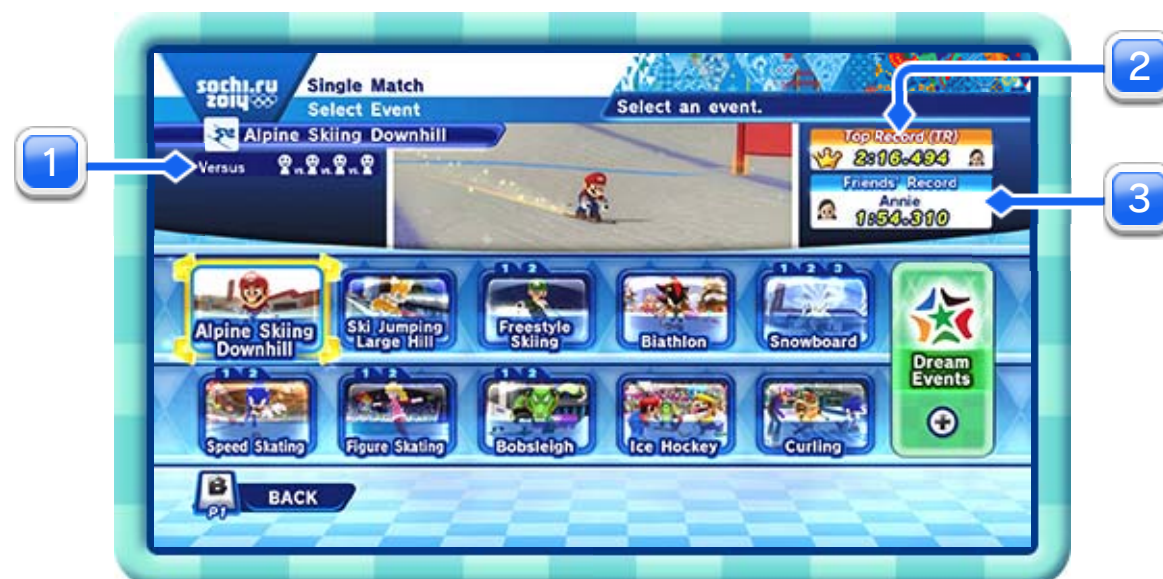 sochi.ru
2014
Single Match
Select Event
Select an event.
Alpine Skiing Downhill
Versus
vs. vs. vs.
Top Record (TR)
2:16.494
Friends' Record
Annie
1:54.310
1
2
3
Alpine Skiing
Downhill
Ski Jumping
Large Hill
1 2
Freestyle
Skiing
Biathlon
1 2 3
Snowboard
Dream
Events
1 2
Speed Skating
1 2
Figure Skating
1 2
Bobsleigh
Ice Hockey
Curling
B
P1
BACK